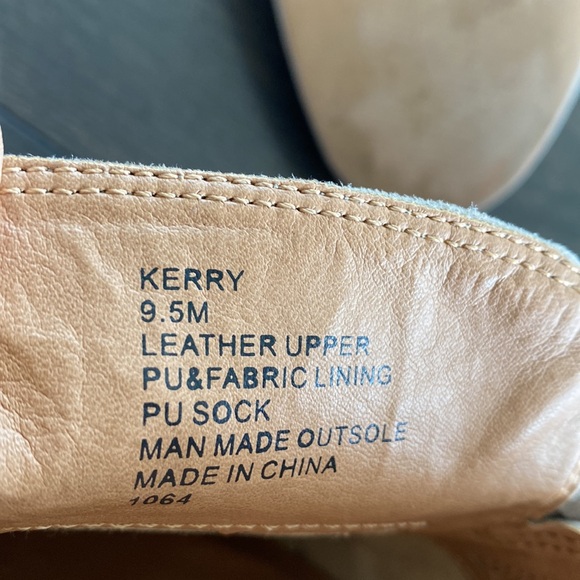 KERRY
9.5M
LEATHER UPPER
PU&FABRIC LINING
PU SOCK
MAN MADE OUTSOLE
MADE IN CHINA
1064